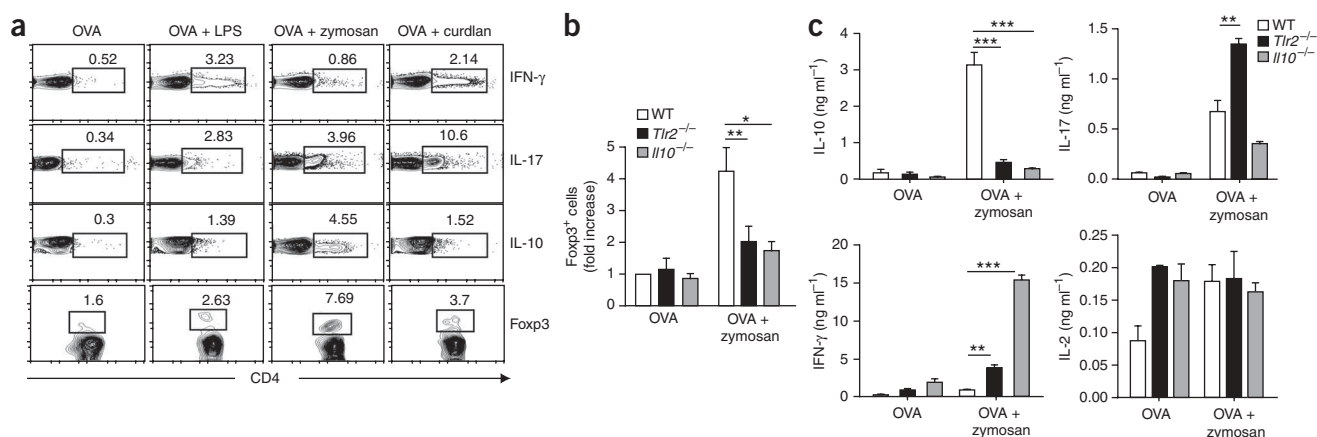 a
OVA OVA + LPS OVA + zymosan OVA + curdlan
0.52 3.23 0.86 2.14 IFN-γ
0.34 2.83 3.96 10.6 IL-17
0.3 1.39 4.55 1.52 IL-10
1.6 2.63 7.69 3.7 Foxp3
CD4
b
WT
Tlr2−/−
Il10−/−
*
**
5
4
3
2
1
0
Foxp3+ cells
(fold increase)
OVA OVA +
zymosan
c
***
***
4
3
2
1
0
IL-10 (ng ml−1)
OVA OVA +
zymosan
WT
Tlr2−/−
Il10−/−
**
1.5
1.0
0.5
0
IL-17 (ng ml−1)
OVA OVA +
zymosan
***
**
20
15
10
5
0
IFN-γ (ng ml−1)
OVA OVA +
zymosan
0.25
0.20
0.15
0.10
0.05
0
IL-2 (ng ml−1)
OVA OVA +
zymosan